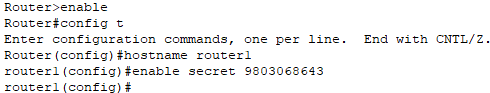 Router>enable
Router#config t
Enter configuration commands, one per line.  End with CNTL/Z.
Router(config)#hostname router1
router1(config)#enable secret 9803068643
router1(config)#